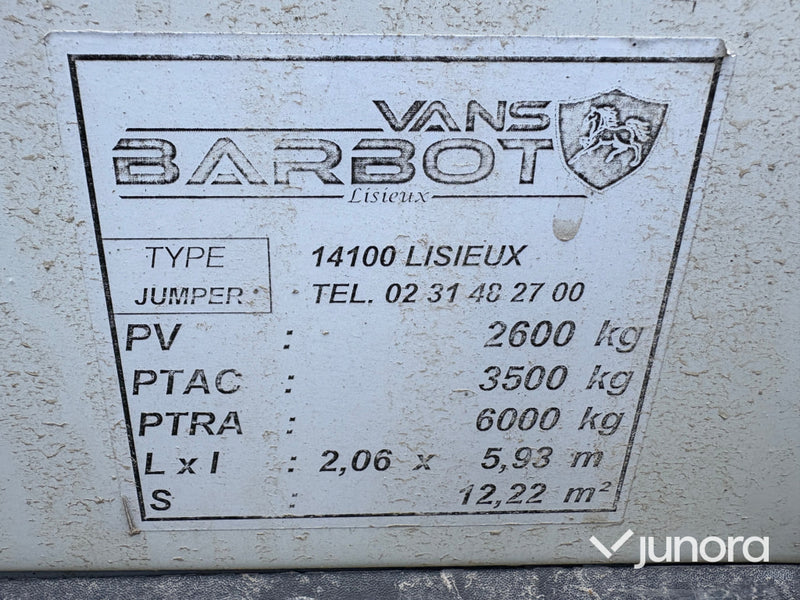 VANS
BARBOT
Lisieux
TYPE
JUMPER
14100 LISIEUX
TEL. 02 31 48 27 00
PV : 2600 kg
PTAC : 3500 kg
PTRA : 6000 kg
L x l : 2,06 x 5,93 m
S : 12,22 m²
junora